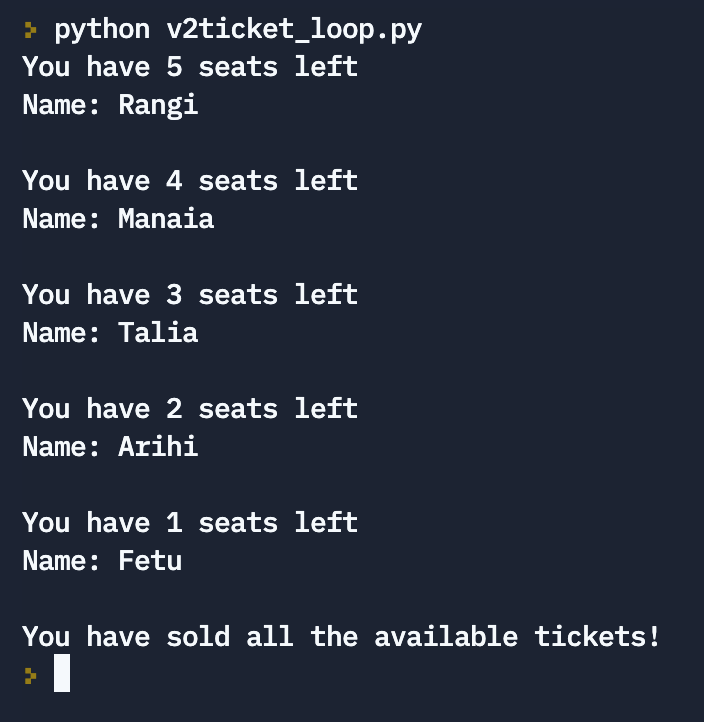 > python v2ticket_loop.py
You have 5 seats left
Name: Rangi
You have 4 seats left
Name: Manaia
You have 3 seats left
Name: Talia
You have 2 seats left
Name: Arihi
You have 1 seats left
Name: Fetu
You have sold all the available tickets!
>